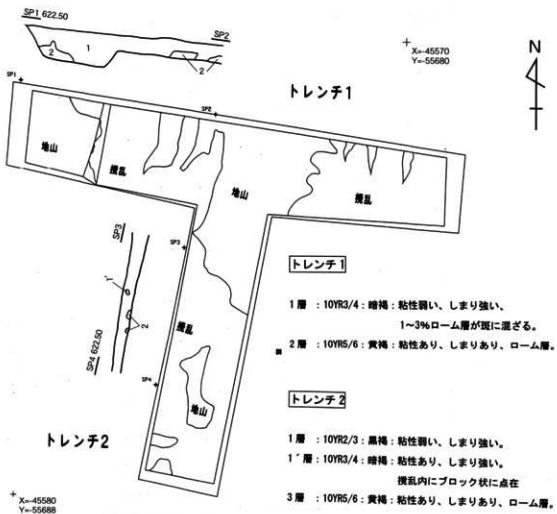 SP1 622.50
SP2
1
2
2
X=-45570
Y=-55680
N
トレンチ1
SP1
SP2
地山
撹乱
地山
撹乱
SP3
SP3
1'
2
SP4 622.50
撹乱
SP4
地山
トレンチ2
X=-45580
Y=-55688
トレンチ1
1層 : 10YR3/4 : 暗褐 : 粘性弱い、しまり強い、
1~3%ローム層が斑に混ざる。
2層 : 10YR5/6 : 黄褐 : 粘性あり、しまりあり、ローム層。
トレンチ2
1層 : 10YR2/3 : 黒褐 : 粘性弱い、しまり強い。
1´層 : 10YR3/4 : 暗褐 : 粘性あり、しまり強い。
撹乱内にブロック状に点在
3層 : 10YR5/6 : 黄褐 : 粘性あり、しまりあり、ローム層。